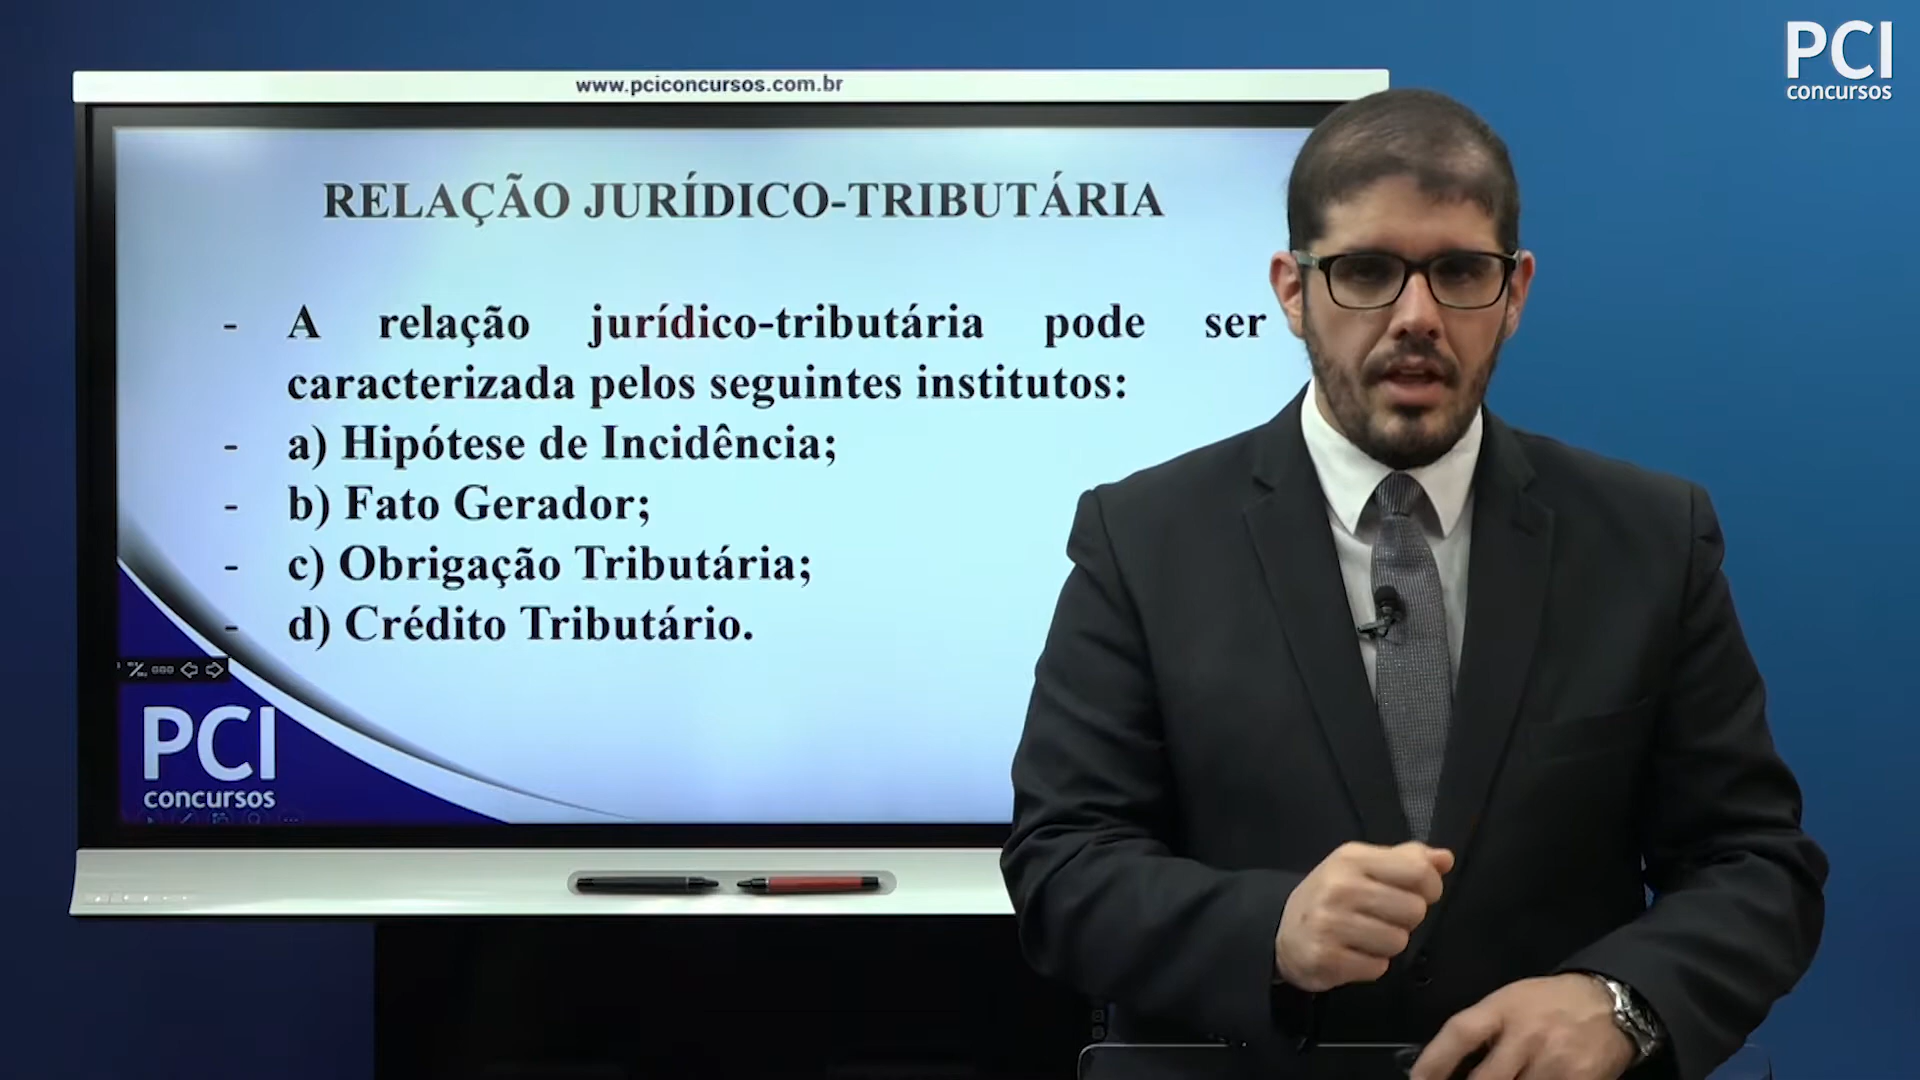 PCI
concursos
www.pciconcursos.com.br
RELAÇÃO JURÍDICO-TRIBUTÁRIA
- A relação jurídico-tributária pode ser
caracterizada pelos seguintes institutos:
- a) Hipótese de Incidência;
- b) Fato Gerador;
- c) Obrigação Tributária;
- d) Crédito Tributário.
PCI
concursos